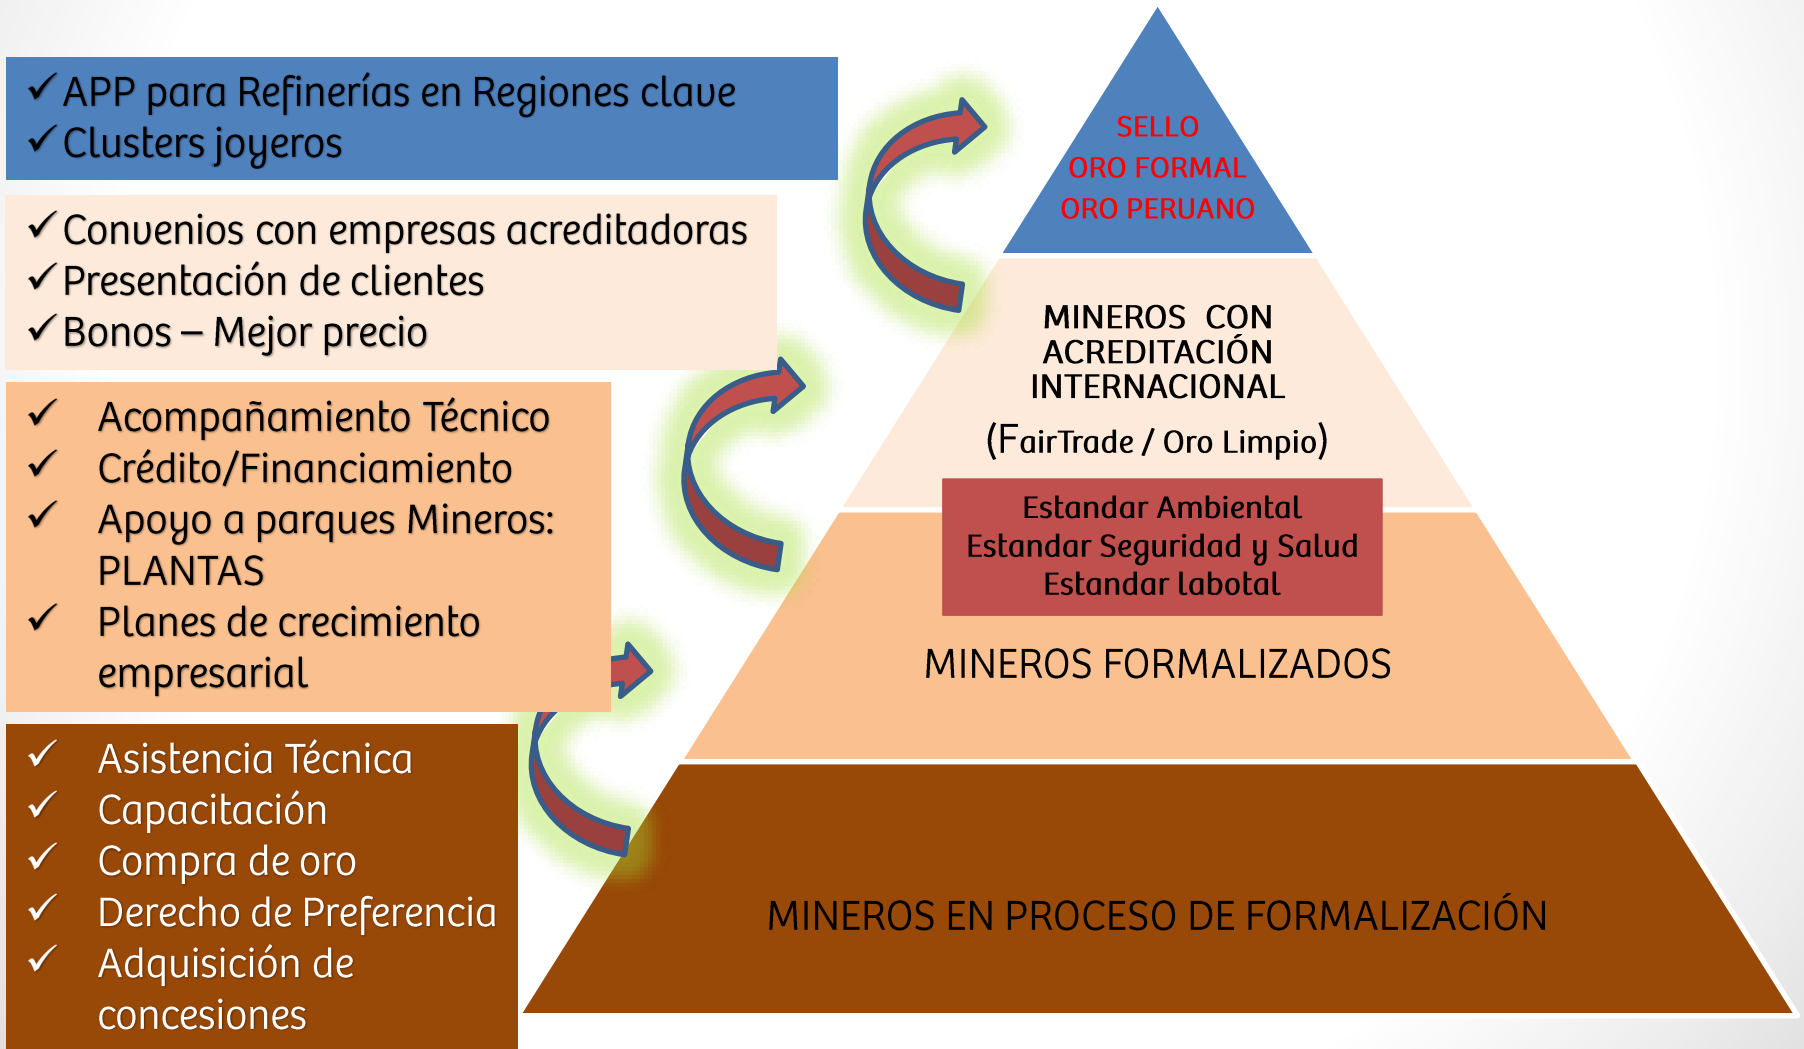 APP para Refinerías en Regiones clave
Clusters joyeros
Convenios con empresas acreditadoras
Presentación de clientes
Bonos – Mejor precio
Acompañamiento Técnico
Crédito/Financiamiento
Apoyo a parques Mineros:
PLANTAS
Planes de crecimiento
empresarial
Asistencia Técnica
Capacitación
Compra de oro
Derecho de Preferencia
Adquisición de
concesiones
SELLO
ORO FORMAL
ORO PERUANO
MINEROS CON
ACREDITACIÓN
INTERNACIONAL
(FairTrade / Oro Limpio)
Estandar Ambiental
Estandar Seguridad y Salud
Estandar labotal
MINEROS FORMALIZADOS
MINEROS EN PROCESO DE FORMALIZACIÓN